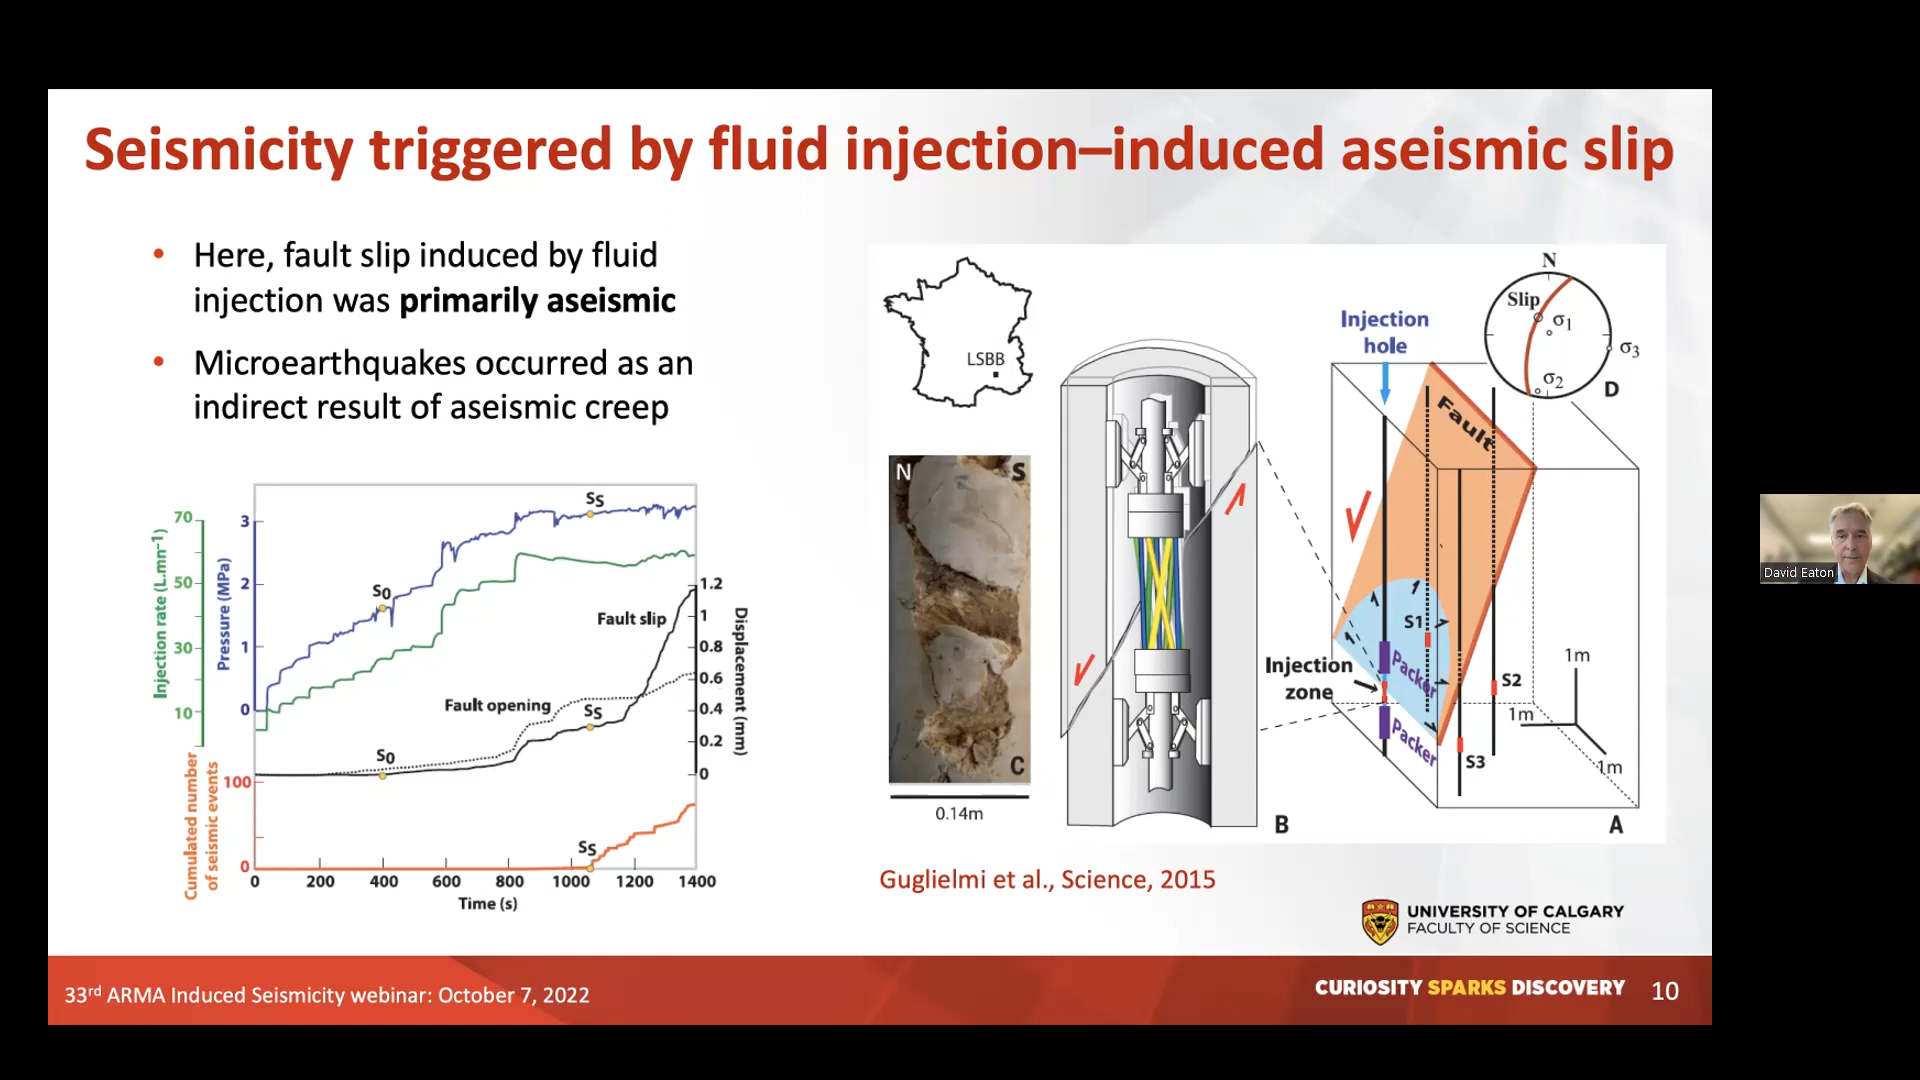 Seismicity triggered by fluid injection–induced aseismic slip
• Here, fault slip induced by fluid
injection was primarily aseismic
• Microearthquakes occurred as an
indirect result of aseismic creep
Injection rate (L.mn⁻¹)
70
50
30
10
Pressure (MPa)
3
2
1
0
S0
SS
Fault slip
Fault opening
S0
SS
1.2
1
0.8
0.6
0.4
0.2
0
Displacement (mm)
Cumulated number
of seismic events
100
0
SS
0 200 400 600 800 1000 1200 1400
Time (s)
LSBB
N S
C
0.14m
B
Injection
hole
Fault
N
Slip
σ1
σ2
σ3
D
S1
Packer
Injection
zone
Packer
S2
S3
1m
1m
1m
A
Guglielmi et al., Science, 2015
UNIVERSITY OF CALGARY
FACULTY OF SCIENCE
33rd ARMA Induced Seismicity webinar: October 7, 2022
CURIOSITY SPARKS DISCOVERY
10
David Eaton